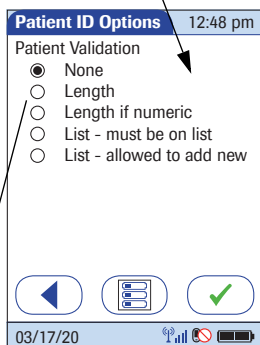 Patient ID Options 12:48 pm
Patient Validation
None
Length
Length if numeric
List - must be on list
List - allowed to add new
03/17/20